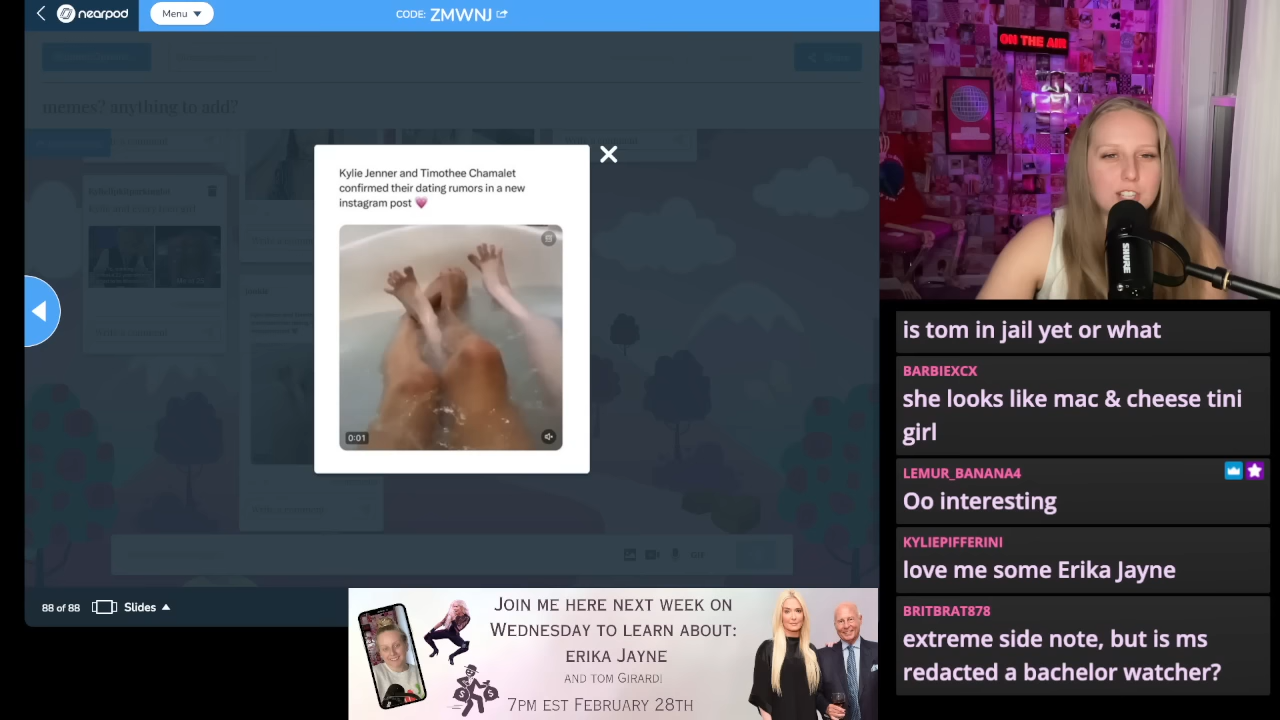 nearpod
Menu
CODE: ZMWNJ
memes? anything to add?
Kylie Jenner and Timothee Chamalet
confirmed their dating rumors in a new
instagram post
0:01
88 of 88
Slides
JOIN ME HERE NEXT WEEK ON
WEDNESDAY TO LEARN ABOUT:
ERIKA JAYNE
AND TOM GIRARDI
7PM EST FEBRUARY 28TH
ON THE AIR
SHURE
is tom in jail yet or what
BARBIEXCX
she looks like mac & cheese tini
girl
LEMUR_BANANA4
Oo interesting
KYLIEPIFFERINI
love me some Erika Jayne
BRITBRAT878
extreme side note, but is ms
redacted a bachelor watcher?